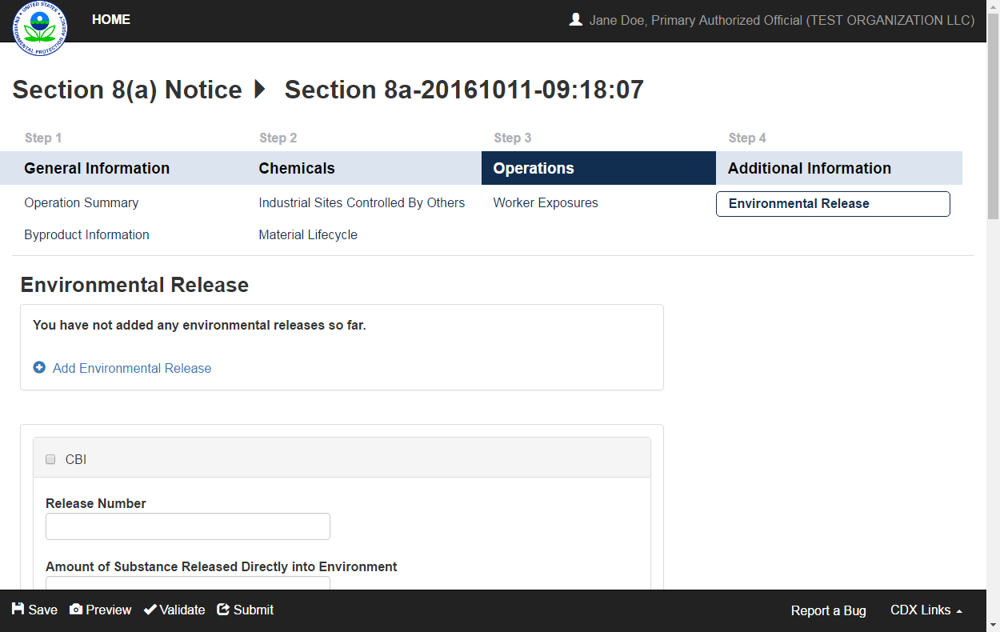 UNITED STATES
ENVIRONMENTAL PROTECTION AGENCY
HOME
Jane Doe, Primary Authorized Official (TEST ORGANIZATION LLC)
Section 8(a) Notice Section 8a-20161011-09:18:07
Step 1 Step 2 Step 3 Step 4
General Information Chemicals Operations Additional Information
Operation Summary Industrial Sites Controlled By Others Worker Exposures Environmental Release
Byproduct Information Material Lifecycle
Environmental Release
You have not added any environmental releases so far.
Add Environmental Release
CBI
Release Number
Amount of Substance Released Directly into Environment
Save Preview Validate Submit Report a Bug CDX Links